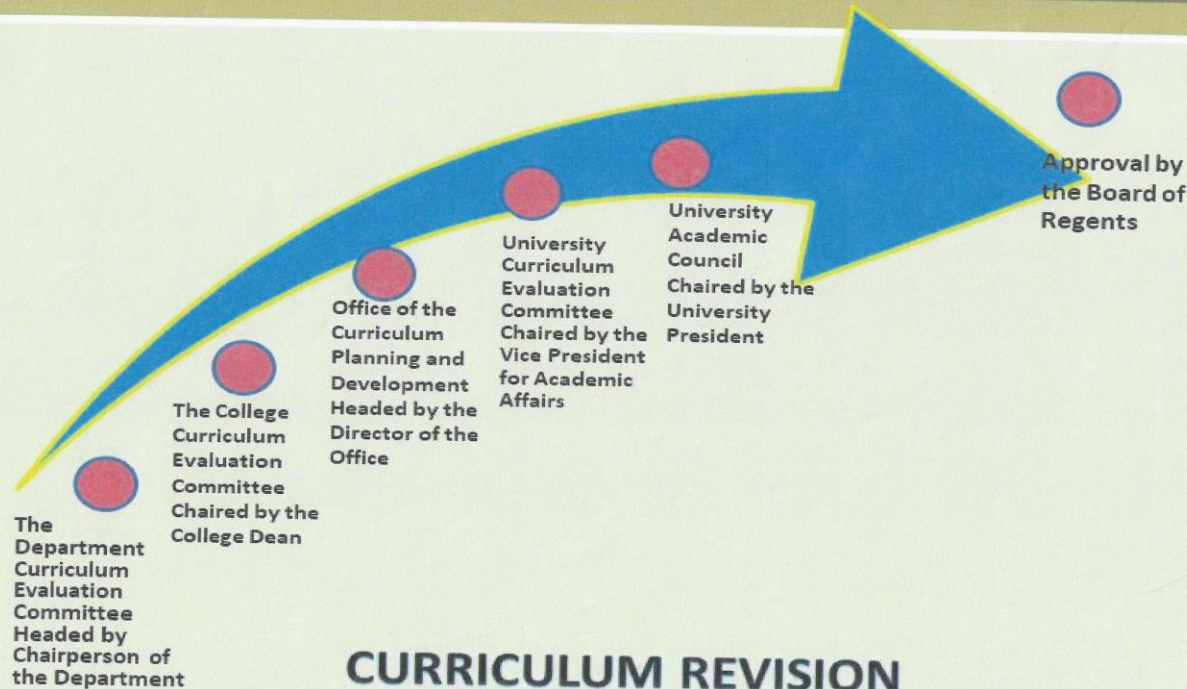 The
Department
Curriculum
Evaluation
Committee
Headed by
Chairperson of
the Department
The College
Curriculum
Evaluation
Committee
Chaired by the
College Dean
Office of the
Curriculum
Planning and
Development
Headed by the
Director of the
Office
University
Curriculum
Evaluation
Committee
Chaired by the
Vice President
for Academic
Affairs
University
Academic
Council
Chaired by the
University
President
Approval by
the Board of
Regents
CURRICULUM REVISION